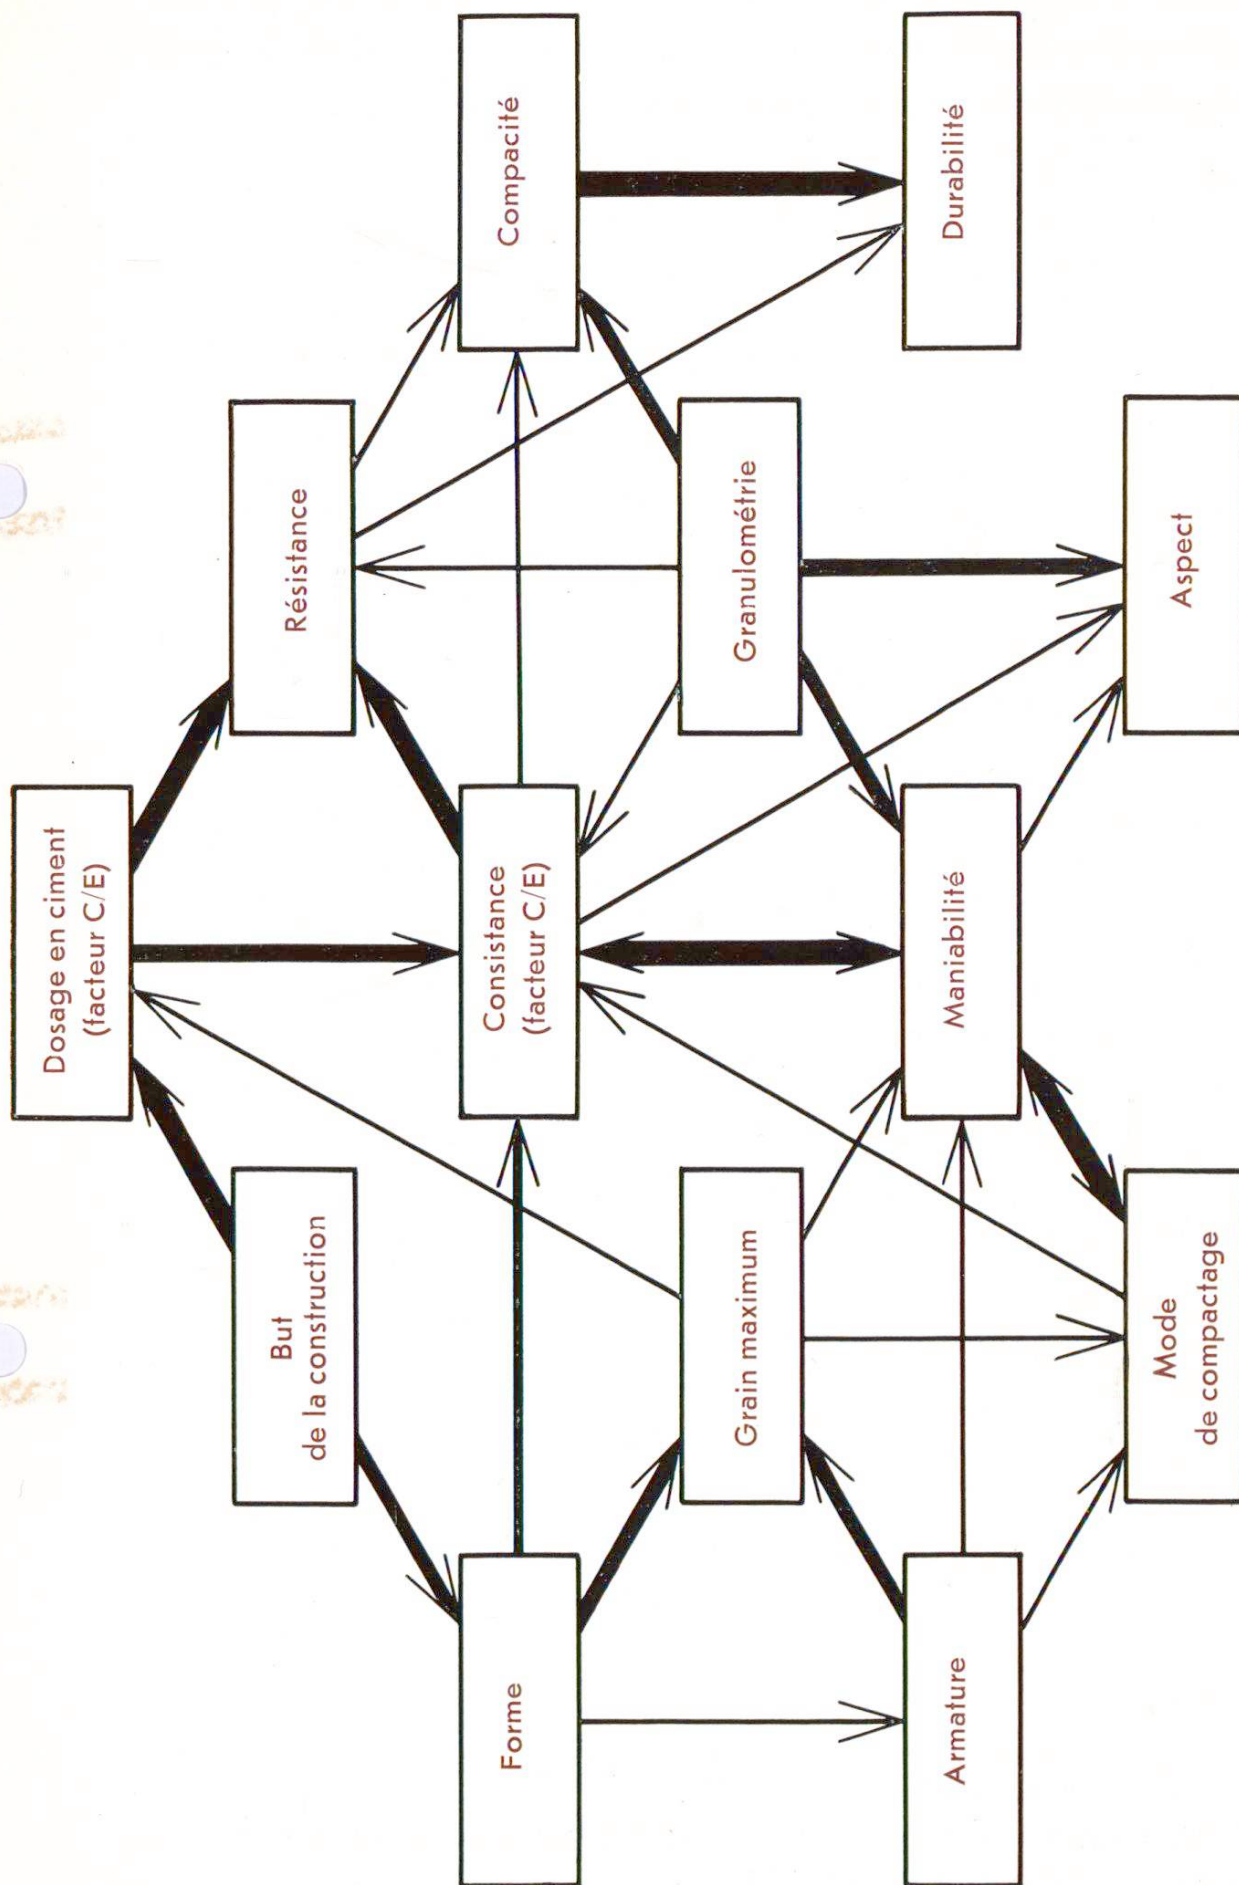 Dosage en ciment
(facteur C/E)
But
de la construction
Résistance
Forme
Consistance
(facteur C/E)
Compacité
Grain maximum
Granulométrie
Armature
Maniabilité
Durabilité
Mode
de compactage
Aspect